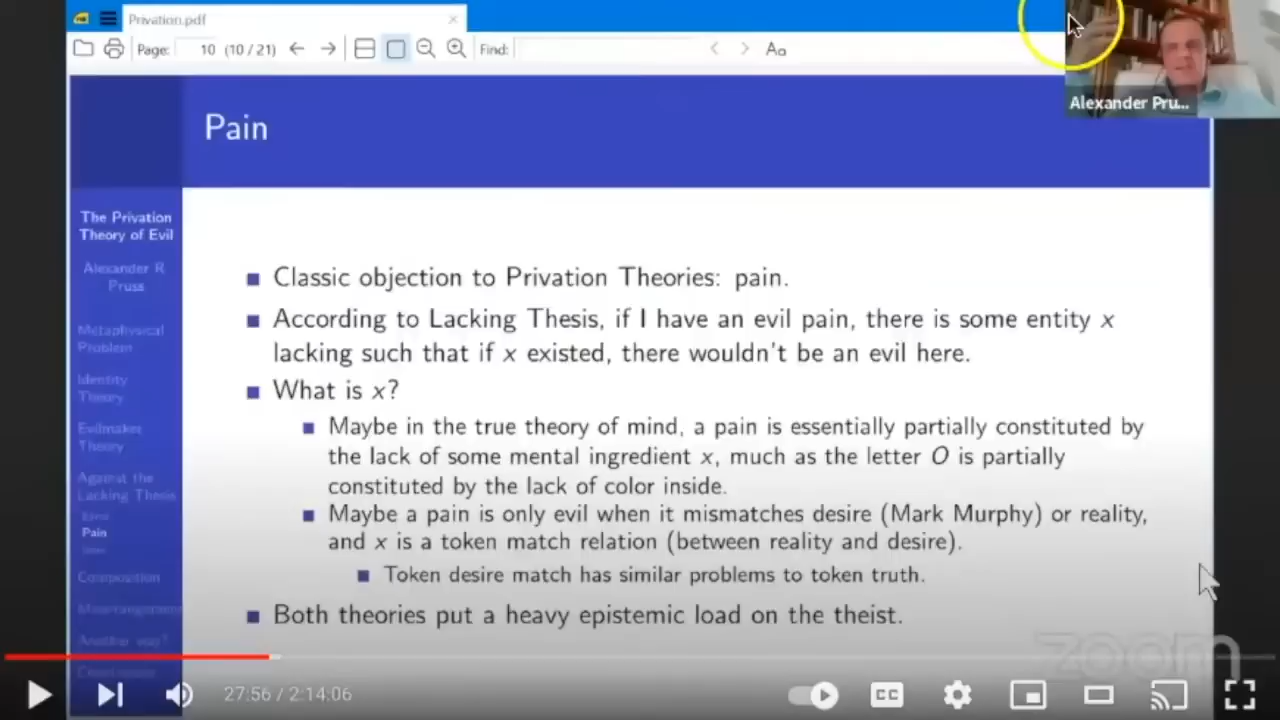 Privation.pdf
Page: 10 (10/21) Find: Aa
Alexander Pru...
Pain
The Privation
Theory of Evil
Alexander R
Pruss
Metaphysical
Problem
Identity
Theory
Evilmaker
Theory
Against the
Lacking Thesis
Error
Pain
Composition
Misarrangement
Another way?
Classic objection to Privation Theories: pain.
According to Lacking Thesis, if I have an evil pain, there is some entity x
lacking such that if x existed, there wouldn't be an evil here.
What is x?
Maybe in the true theory of mind, a pain is essentially partially constituted by
the lack of some mental ingredient x, much as the letter O is partially
constituted by the lack of color inside.
Maybe a pain is only evil when it mismatches desire (Mark Murphy) or reality,
and x is a token match relation (between reality and desire).
Token desire match has similar problems to token truth.
Both theories put a heavy epistemic load on the theist.
zoom
27:56 / 2:14:06
CC